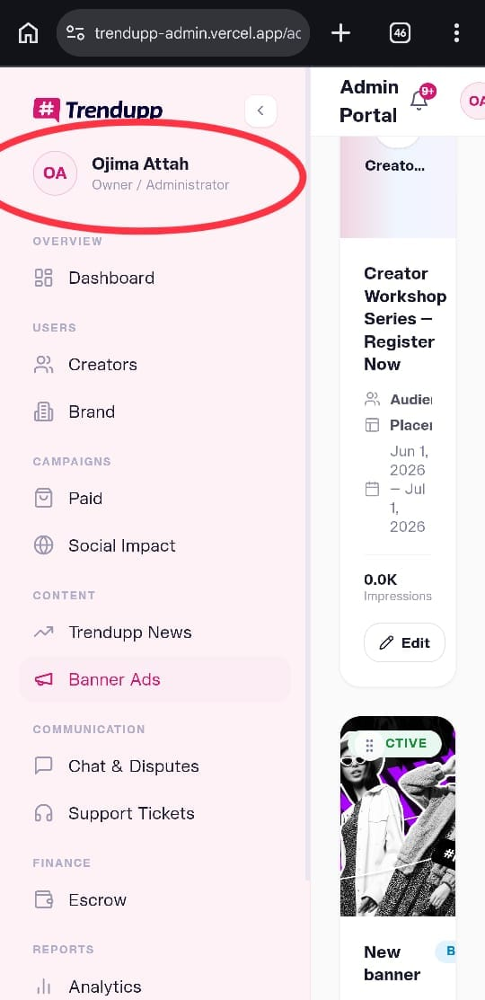 trendupp-admin.vercel.app/ac
46
# Trendupp
Admin
Portal
9+
OA
OA
Ojima Attah
Owner / Administrator
OVERVIEW
Dashboard
USERS
Creators
Brand
CAMPAIGNS
Paid
Social Impact
CONTENT
Trendupp News
Banner Ads
COMMUNICATION
Chat & Disputes
Support Tickets
FINANCE
Escrow
REPORTS
Analytics
Creato...
Creator
Workshop
Series –
Register
Now
Audie
Place
Jun 1,
2026
– Jul
1,
2026
0.0K
Impressions
Edit
CTIVE
#
New
banner
B